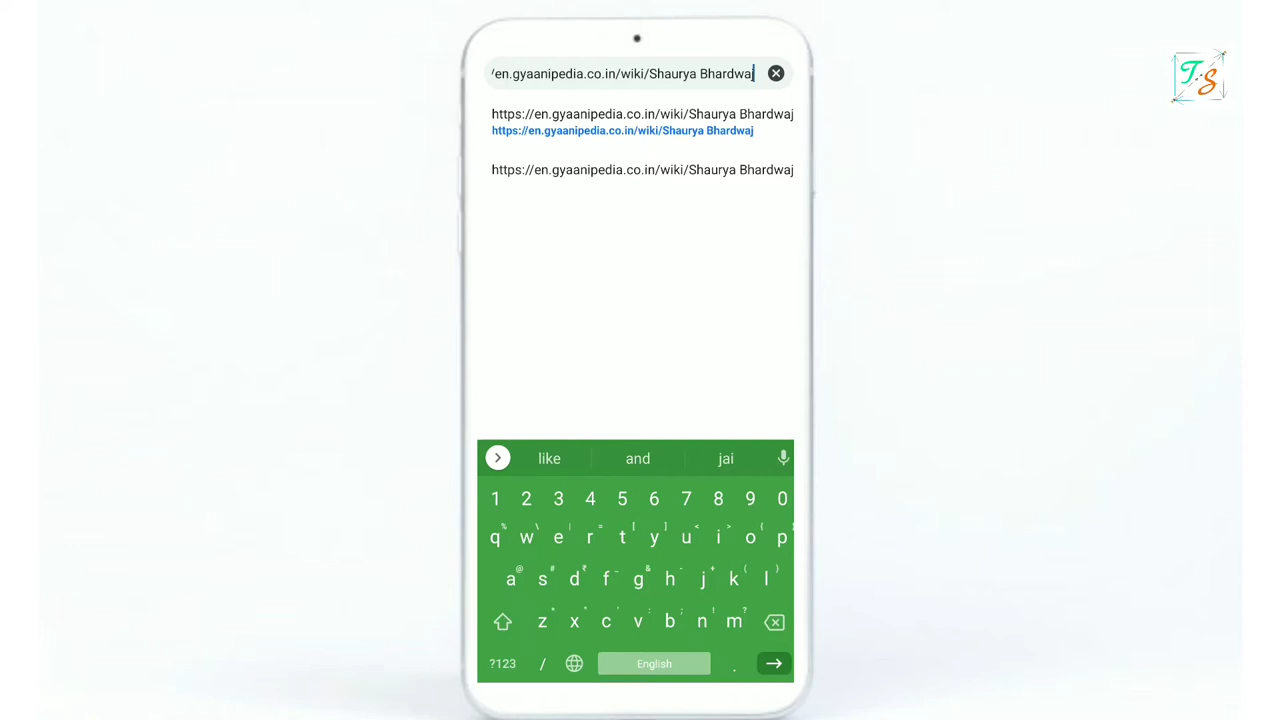 /en.gyaanipedia.co.in/wiki/Shaurya Bhardwaj
TS
https://en.gyaanipedia.co.in/wiki/Shaurya Bhardwaj
https://en.gyaanipedia.co.in/wiki/Shaurya Bhardwaj
https://en.gyaanipedia.co.in/wiki/Shaurya Bhardwaj
like and jai
1 2 3 4 5 6 7 8 9 0
q % w \ e | r = t [ y ] u < i > o { p }
a @ s # d ₹ f _ g & h - j + k ( l )
z * x " c ' v : b ; n ! m ?
?123 / English .